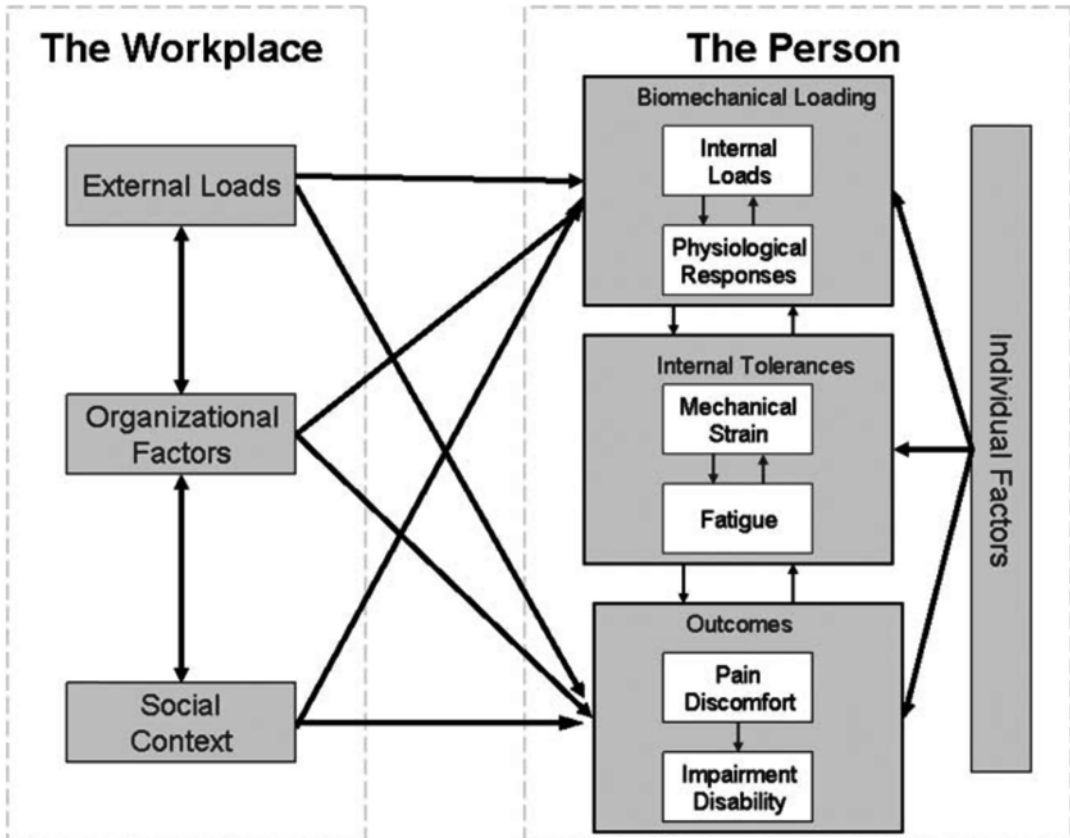 The Workplace
External Loads
Organizational
Factors
Social
Context
The Person
Biomechanical Loading
Internal
Loads
Physiological
Responses
Internal Tolerances
Mechanical
Strain
Fatigue
Outcomes
Pain
Discomfort
Impairment
Disability
Individual Factors